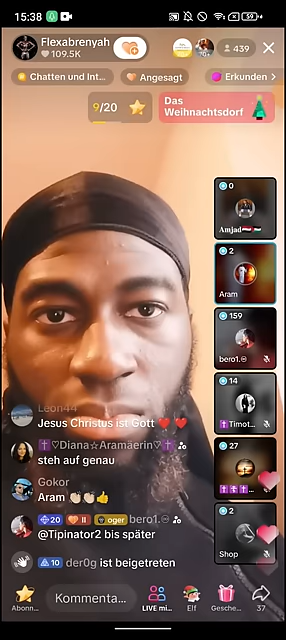 15:38
59
Flexabrenyah
109.5K
439
Chatten und Int...
Angesagt
Erkunden
9/20
Das
Weihnachtsdorf
0
Amjad
2
Aram
159
bero1.
14
Timot...
27
2
Shop
Leon44
Jesus Christus ist Gott ❤️ ❤️
✝️♡Diana☆Aramäerin♡✝️
steh auf genau
Gokor
Aram 👏🏻👏🏻👍
20 II oger bero1.♾
@Tipinator2 bis später
10 der0g ist beigetreten
Abonn...
Kommenta...
LIVE mi...
Elf
Gesche...
37